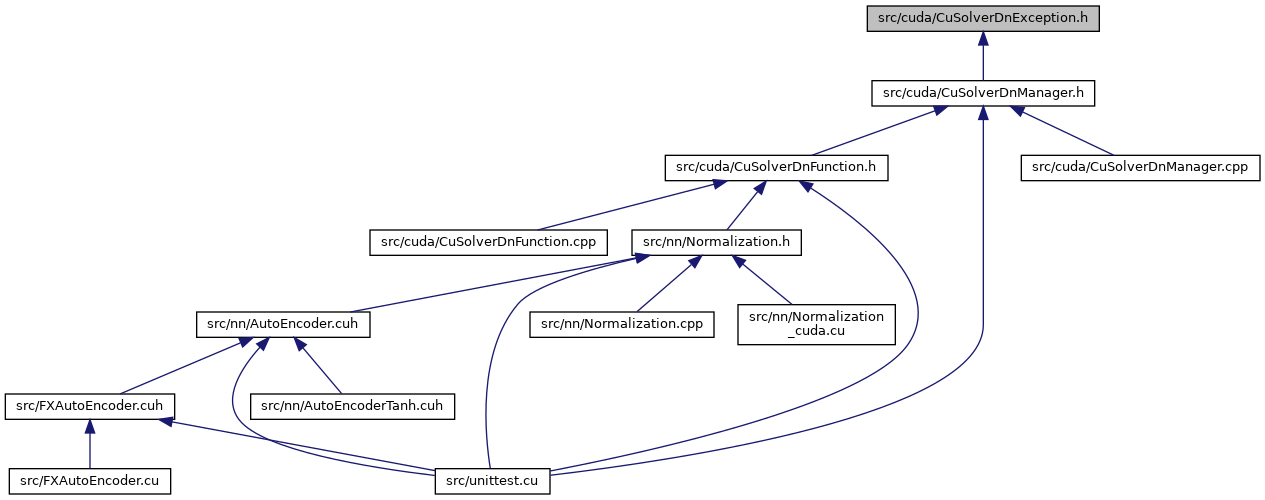 src/cuda/CuSolverDnException.h
src/cuda/CuSolverDnManager.h
src/cuda/CuSolverDnFunction.h
src/cuda/CuSolverDnManager.cpp
src/cuda/CuSolverDnFunction.cpp
src/nn/Normalization.h
src/nn/AutoEncoder.cuh
src/nn/Normalization.cpp
src/nn/Normalization
_cuda.cu
src/FXAutoEncoder.cuh
src/nn/AutoEncoderTanh.cuh
src/FXAutoEncoder.cu
src/unittest.cu